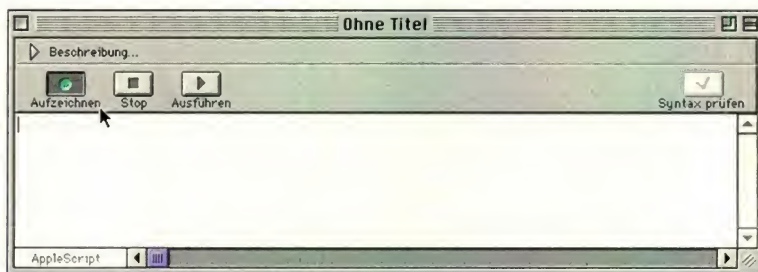 Ohne Titel
Beschreibung...
Aufzeichnen Stop Ausführen Syntax prüfen
AppleScript